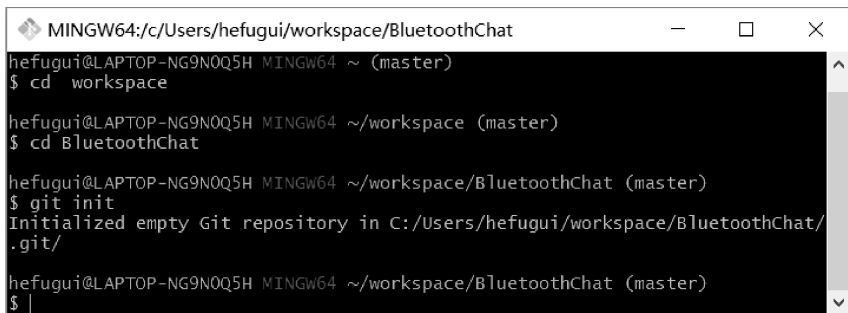 MINGW64:/c/Users/hefugui/workspace/BluetoothChat
hefugui@LAPTOP-NG9NOQ5H MINGW64 ~ (master)
$ cd  workspace
hefugui@LAPTOP-NG9NOQ5H MINGW64 ~/workspace (master)
$ cd BluetoothChat
hefugui@LAPTOP-NG9NOQ5H MINGW64 ~/workspace/BluetoothChat (master)
$ git init
Initialized empty Git repository in C:/Users/hefugui/workspace/BluetoothChat/
.git/
hefugui@LAPTOP-NG9NOQ5H MINGW64 ~/workspace/BluetoothChat (master)
$